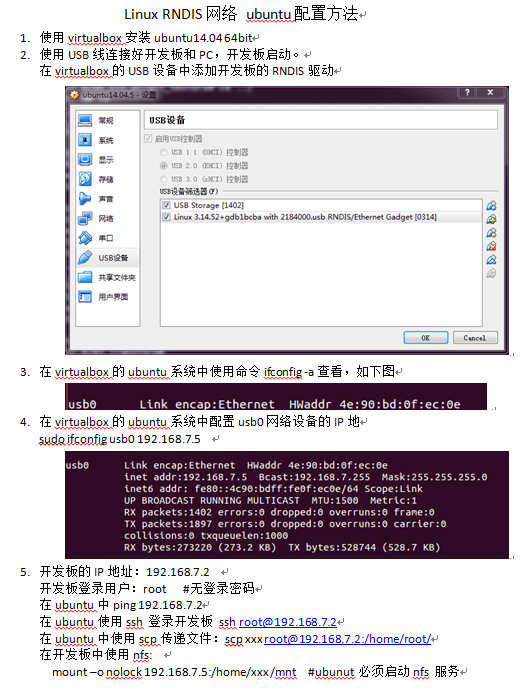 Linux RNDIS 网络 ubuntu 配置方法
1. 使用 virtualbox 安装 ubuntu14.04 64bit
2. 使用 USB 线连接好开发板和 PC，开发板启动。
在 virtualbox 的 USB 设备中添加开发板的 RNDIS 驱动
ubuntu14.04.5 - 设置
常规
系统
显示
存储
声音
网络
串口
USB设备
共享文件夹
用户界面
USB设备
启用USB控制器
USB 1.1 (OHCI) 控制器
USB 2.0 (EHCI) 控制器
USB 3.0 (xHCI) 控制器
USB设备筛选器(F)
USB Storage [1402]
Linux 3.14.52+gdb1bcba with 2184000.usb RNDIS/Ethernet Gadget [0314]
OK Cancel
3. 在 virtualbox 的 ubuntu 系统中使用命令 ifconfig -a 查看，如下图
usb0 Link encap:Ethernet HWaddr 4e:90:bd:0f:ec:0e
4. 在 virtualbox 的 ubuntu 系统中配置 usb0 网络设备的 IP 地
sudo ifconfig usb0 192.168.7.5
usb0 Link encap:Ethernet HWaddr 4e:90:bd:0f:ec:0e
inet addr:192.168.7.5 Bcast:192.168.7.255 Mask:255.255.255.0
inet6 addr: fe80::4c90:bdff:fe0f:ec0e/64 Scope:Link
UP BROADCAST RUNNING MULTICAST MTU:1500 Metric:1
RX packets:1402 errors:0 dropped:0 overruns:0 frame:0
TX packets:1897 errors:0 dropped:0 overruns:0 carrier:0
collisions:0 txqueuelen:1000
RX bytes:273220 (273.2 KB) TX bytes:528744 (528.7 KB)
5. 开发板的 IP 地址：192.168.7.2
开发板登录用户：root #无登录密码
在 ubuntu 中 ping 192.168.7.2
在 ubuntu 使用 ssh 登录开发板 ssh root@192.168.7.2
在 ubuntu 中使用 scp 传递文件：scp xxx root@192.168.7.2:/home/root/
在开发板中使用 nfs:
mount –o nolock 192.168.7.5:/home/xxx /mnt #ubunut 必须启动 nfs 服务